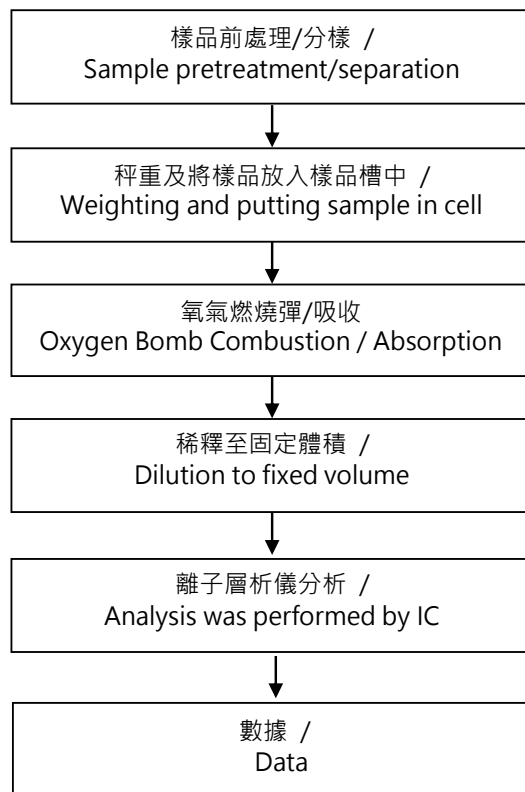 樣品前處理/分樣 /
Sample pretreatment/separation
秤重及將樣品放入樣品槽中 /
Weighting and putting sample in cell
氧氣燃燒彈/吸收
Oxygen Bomb Combustion / Absorption
稀釋至固定體積 /
Dilution to fixed volume
離子層析儀分析 /
Analysis was performed by IC
數據 /
Data